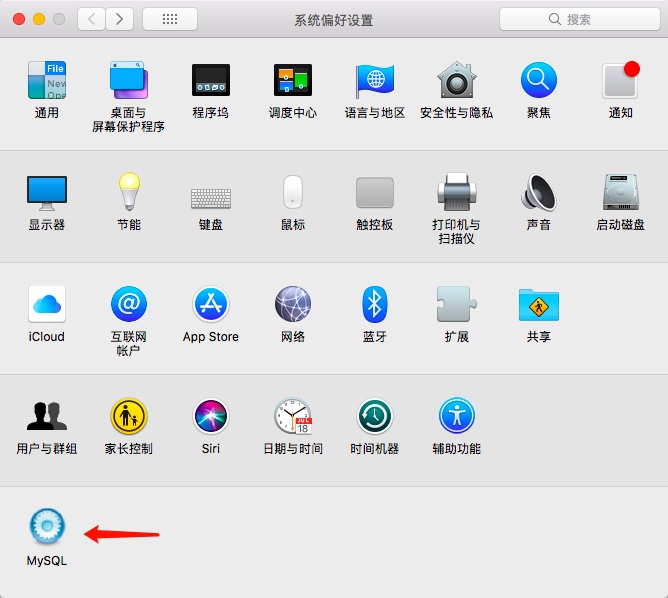 系统偏好设置
搜索
File
New
Ope
通用
桌面与
屏幕保护程序
程序坞
调度中心
语言与地区
安全性与隐私
聚焦
通知
显示器
节能
键盘
鼠标
触控板
打印机与
扫描仪
声音
启动磁盘
iCloud
互联网
帐户
App Store
网络
蓝牙
扩展
共享
用户与群组
家长控制
Siri
JUL
18
日期与时间
时间机器
辅助功能
MySQL